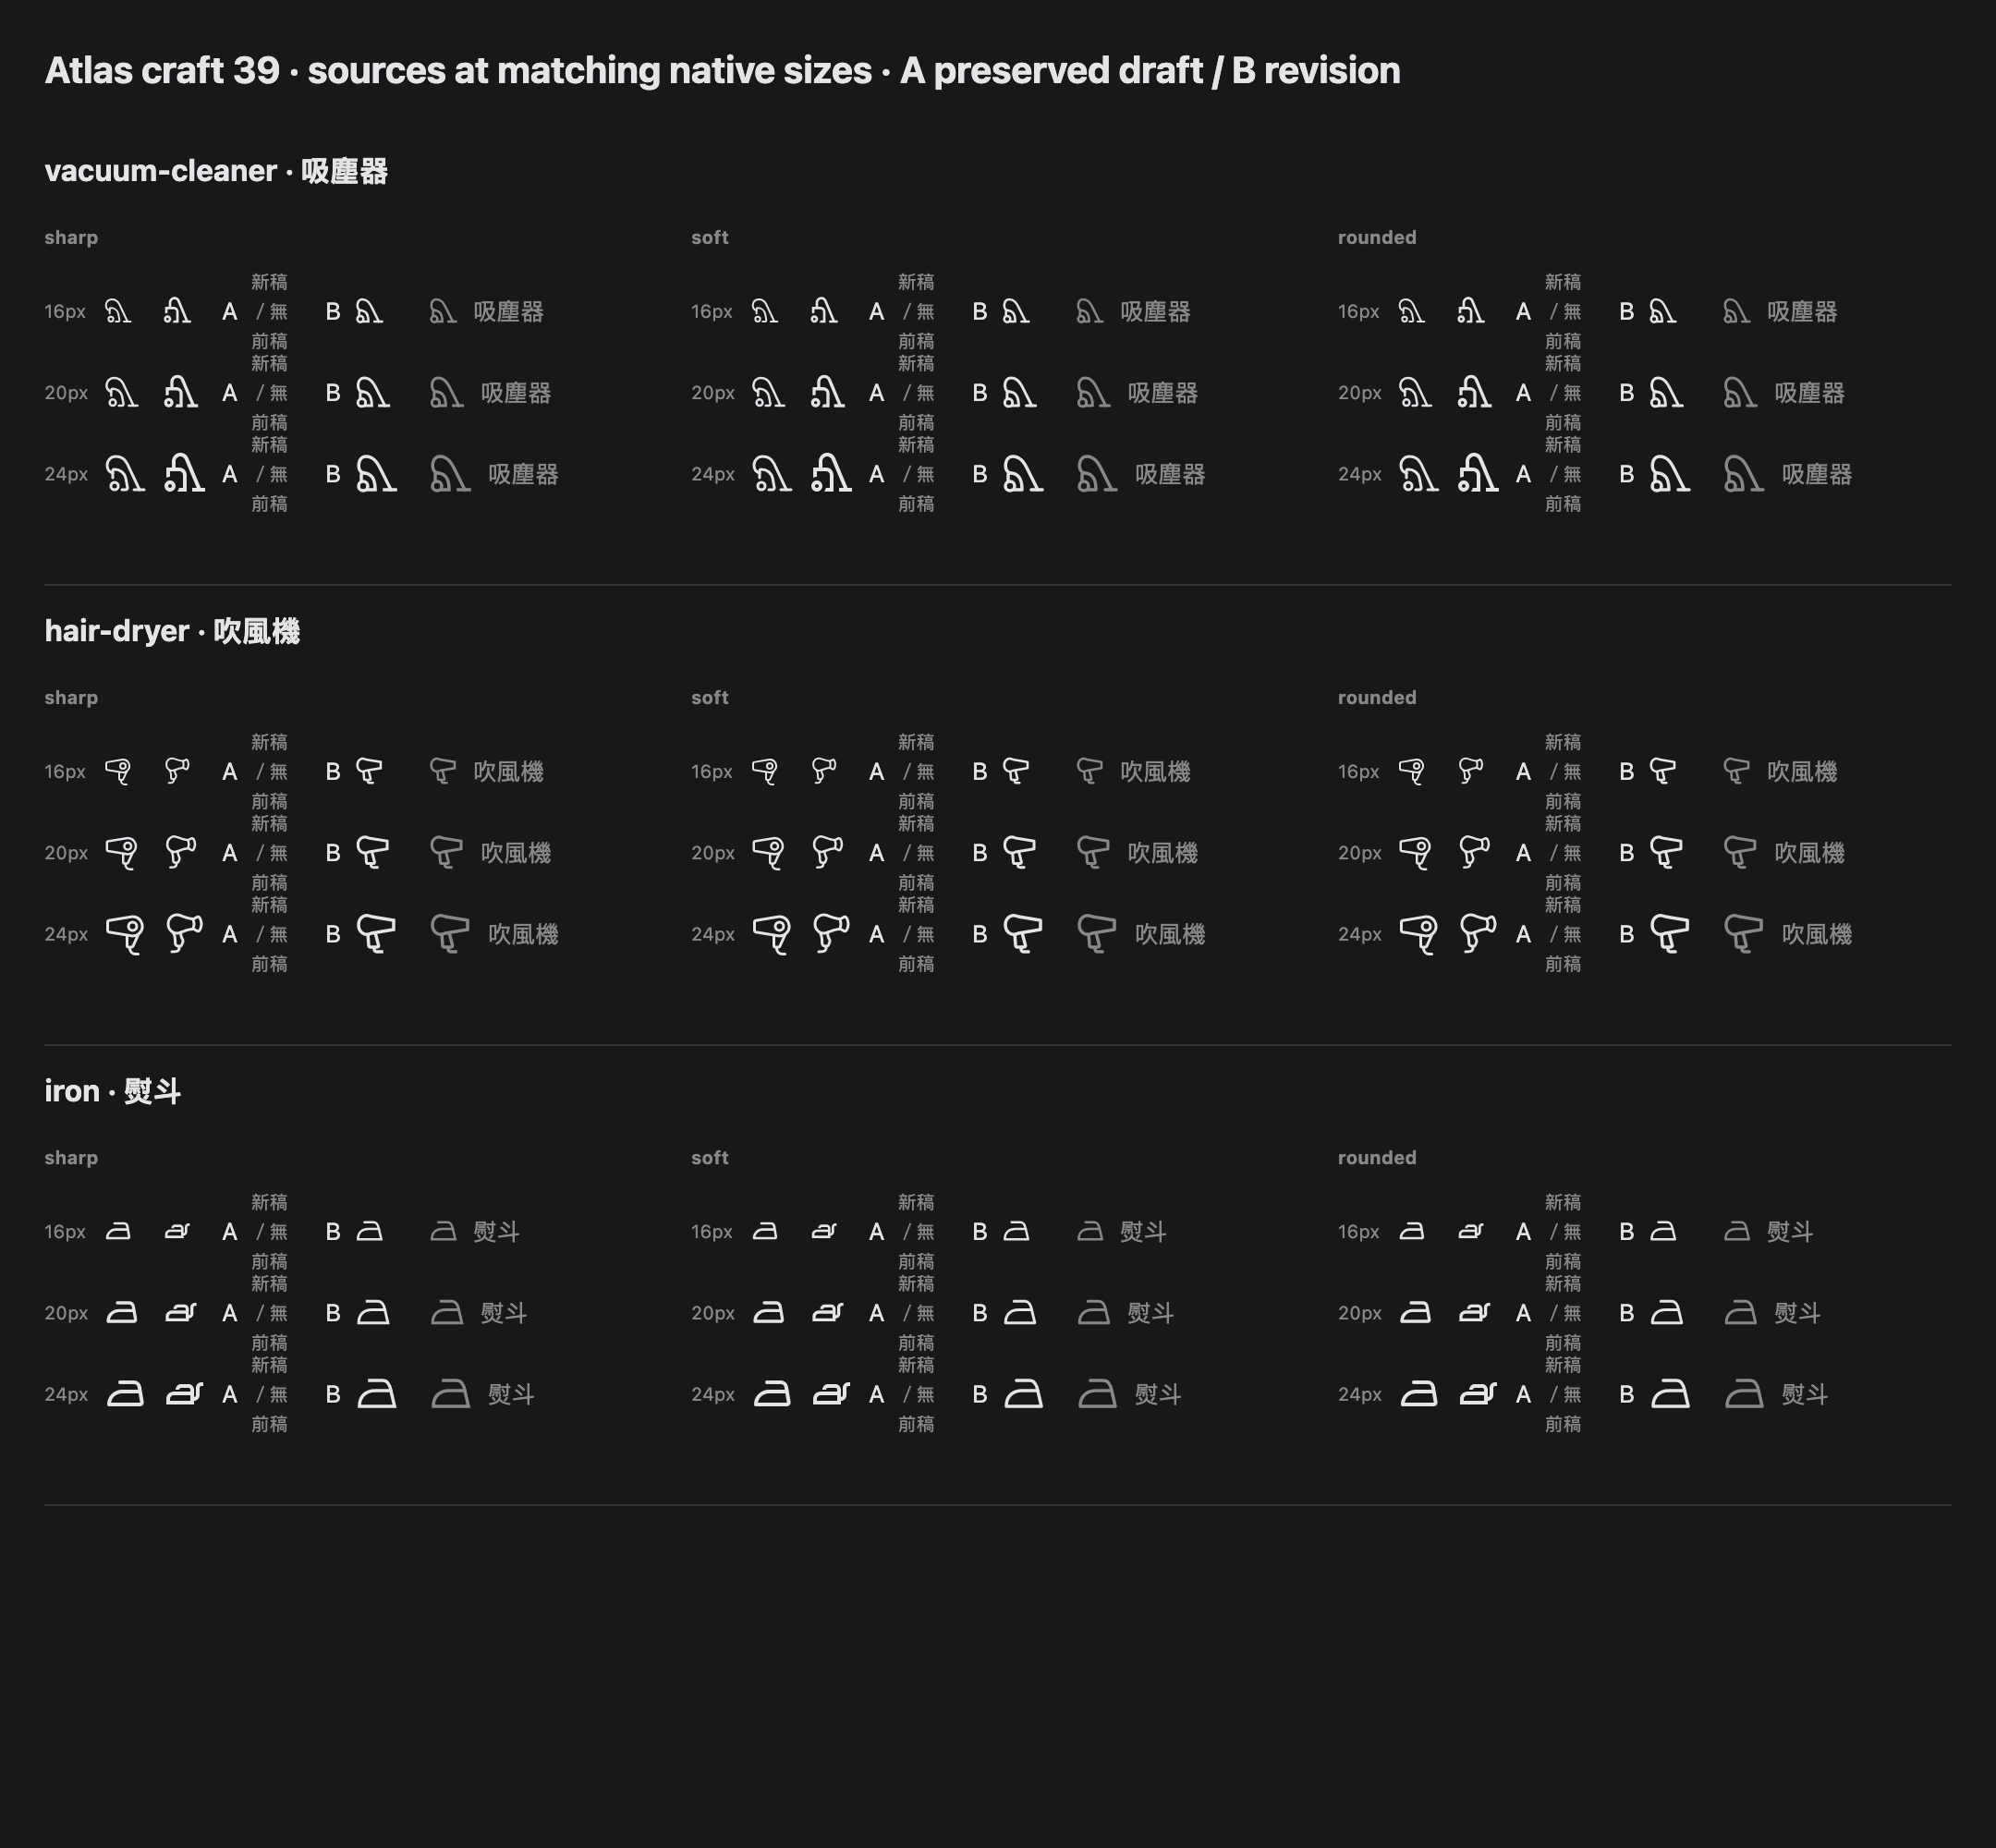 Atlas craft 39 · sources at matching native sizes · A preserved draft / B revision
vacuum-cleaner · 吸塵器
sharp
16px A 新稿 / 無前稿 B 吸塵器
20px A 新稿 / 無前稿 B 吸塵器
24px A 新稿 / 無前稿 B 吸塵器
soft
16px A 新稿 / 無前稿 B 吸塵器
20px A 新稿 / 無前稿 B 吸塵器
24px A 新稿 / 無前稿 B 吸塵器
rounded
16px A 新稿 / 無前稿 B 吸塵器
20px A 新稿 / 無前稿 B 吸塵器
24px A 新稿 / 無前稿 B 吸塵器
hair-dryer · 吹風機
sharp
16px A 新稿 / 無前稿 B 吹風機
20px A 新稿 / 無前稿 B 吹風機
24px A 新稿 / 無前稿 B 吹風機
soft
16px A 新稿 / 無前稿 B 吹風機
20px A 新稿 / 無前稿 B 吹風機
24px A 新稿 / 無前稿 B 吹風機
rounded
16px A 新稿 / 無前稿 B 吹風機
20px A 新稿 / 無前稿 B 吹風機
24px A 新稿 / 無前稿 B 吹風機
iron · 熨斗
sharp
16px A 新稿 / 無前稿 B 熨斗
20px A 新稿 / 無前稿 B 熨斗
24px A 新稿 / 無前稿 B 熨斗
soft
16px A 新稿 / 無前稿 B 熨斗
20px A 新稿 / 無前稿 B 熨斗
24px A 新稿 / 無前稿 B 熨斗
rounded
16px A 新稿 / 無前稿 B 熨斗
20px A 新稿 / 無前稿 B 熨斗
24px A 新稿 / 無前稿 B 熨斗